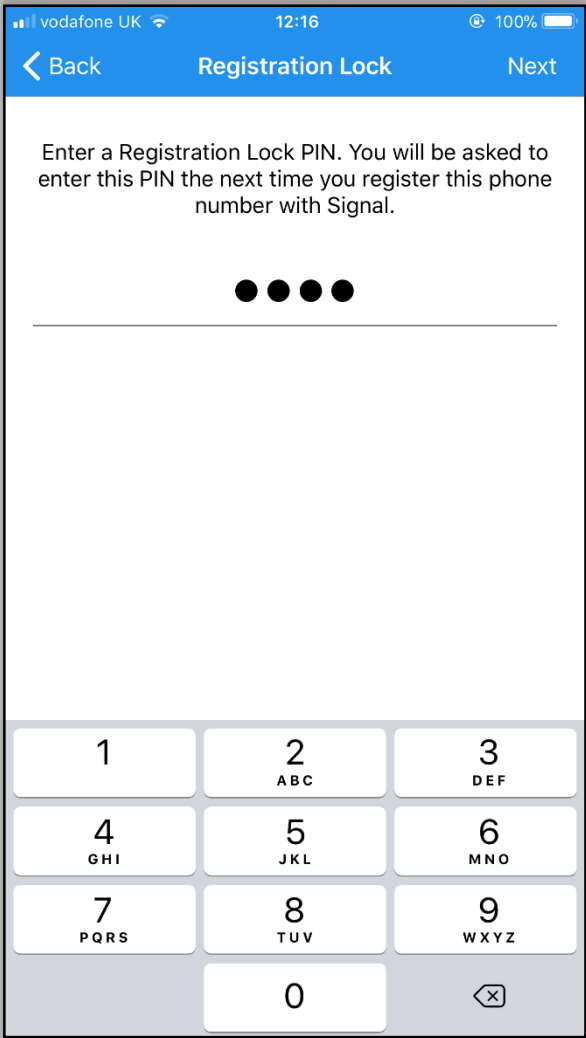 vodafone UK 12:16 100%
Back Registration Lock Next
Enter a Registration Lock PIN. You will be asked to
enter this PIN the next time you register this phone
number with Signal.
1 2 3
ABC DEF
4 5 6
GHI JKL MNO
7 8 9
PQRS TUV WXYZ
0